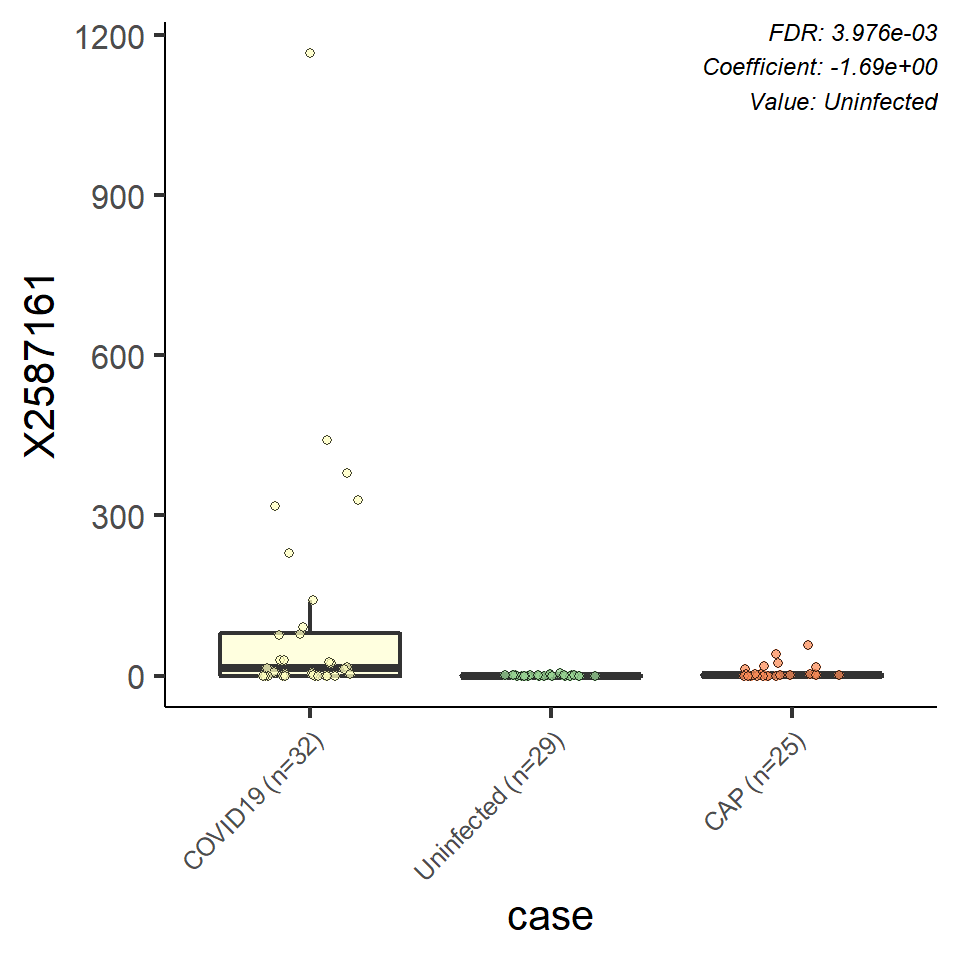 FDR: 3.976e-03
Coefficient: -1.69e+00
Value: Uninfected
1200
900
600
300
0
X2587161
COVID19 (n=32)
Uninfected (n=29)
CAP (n=25)
case